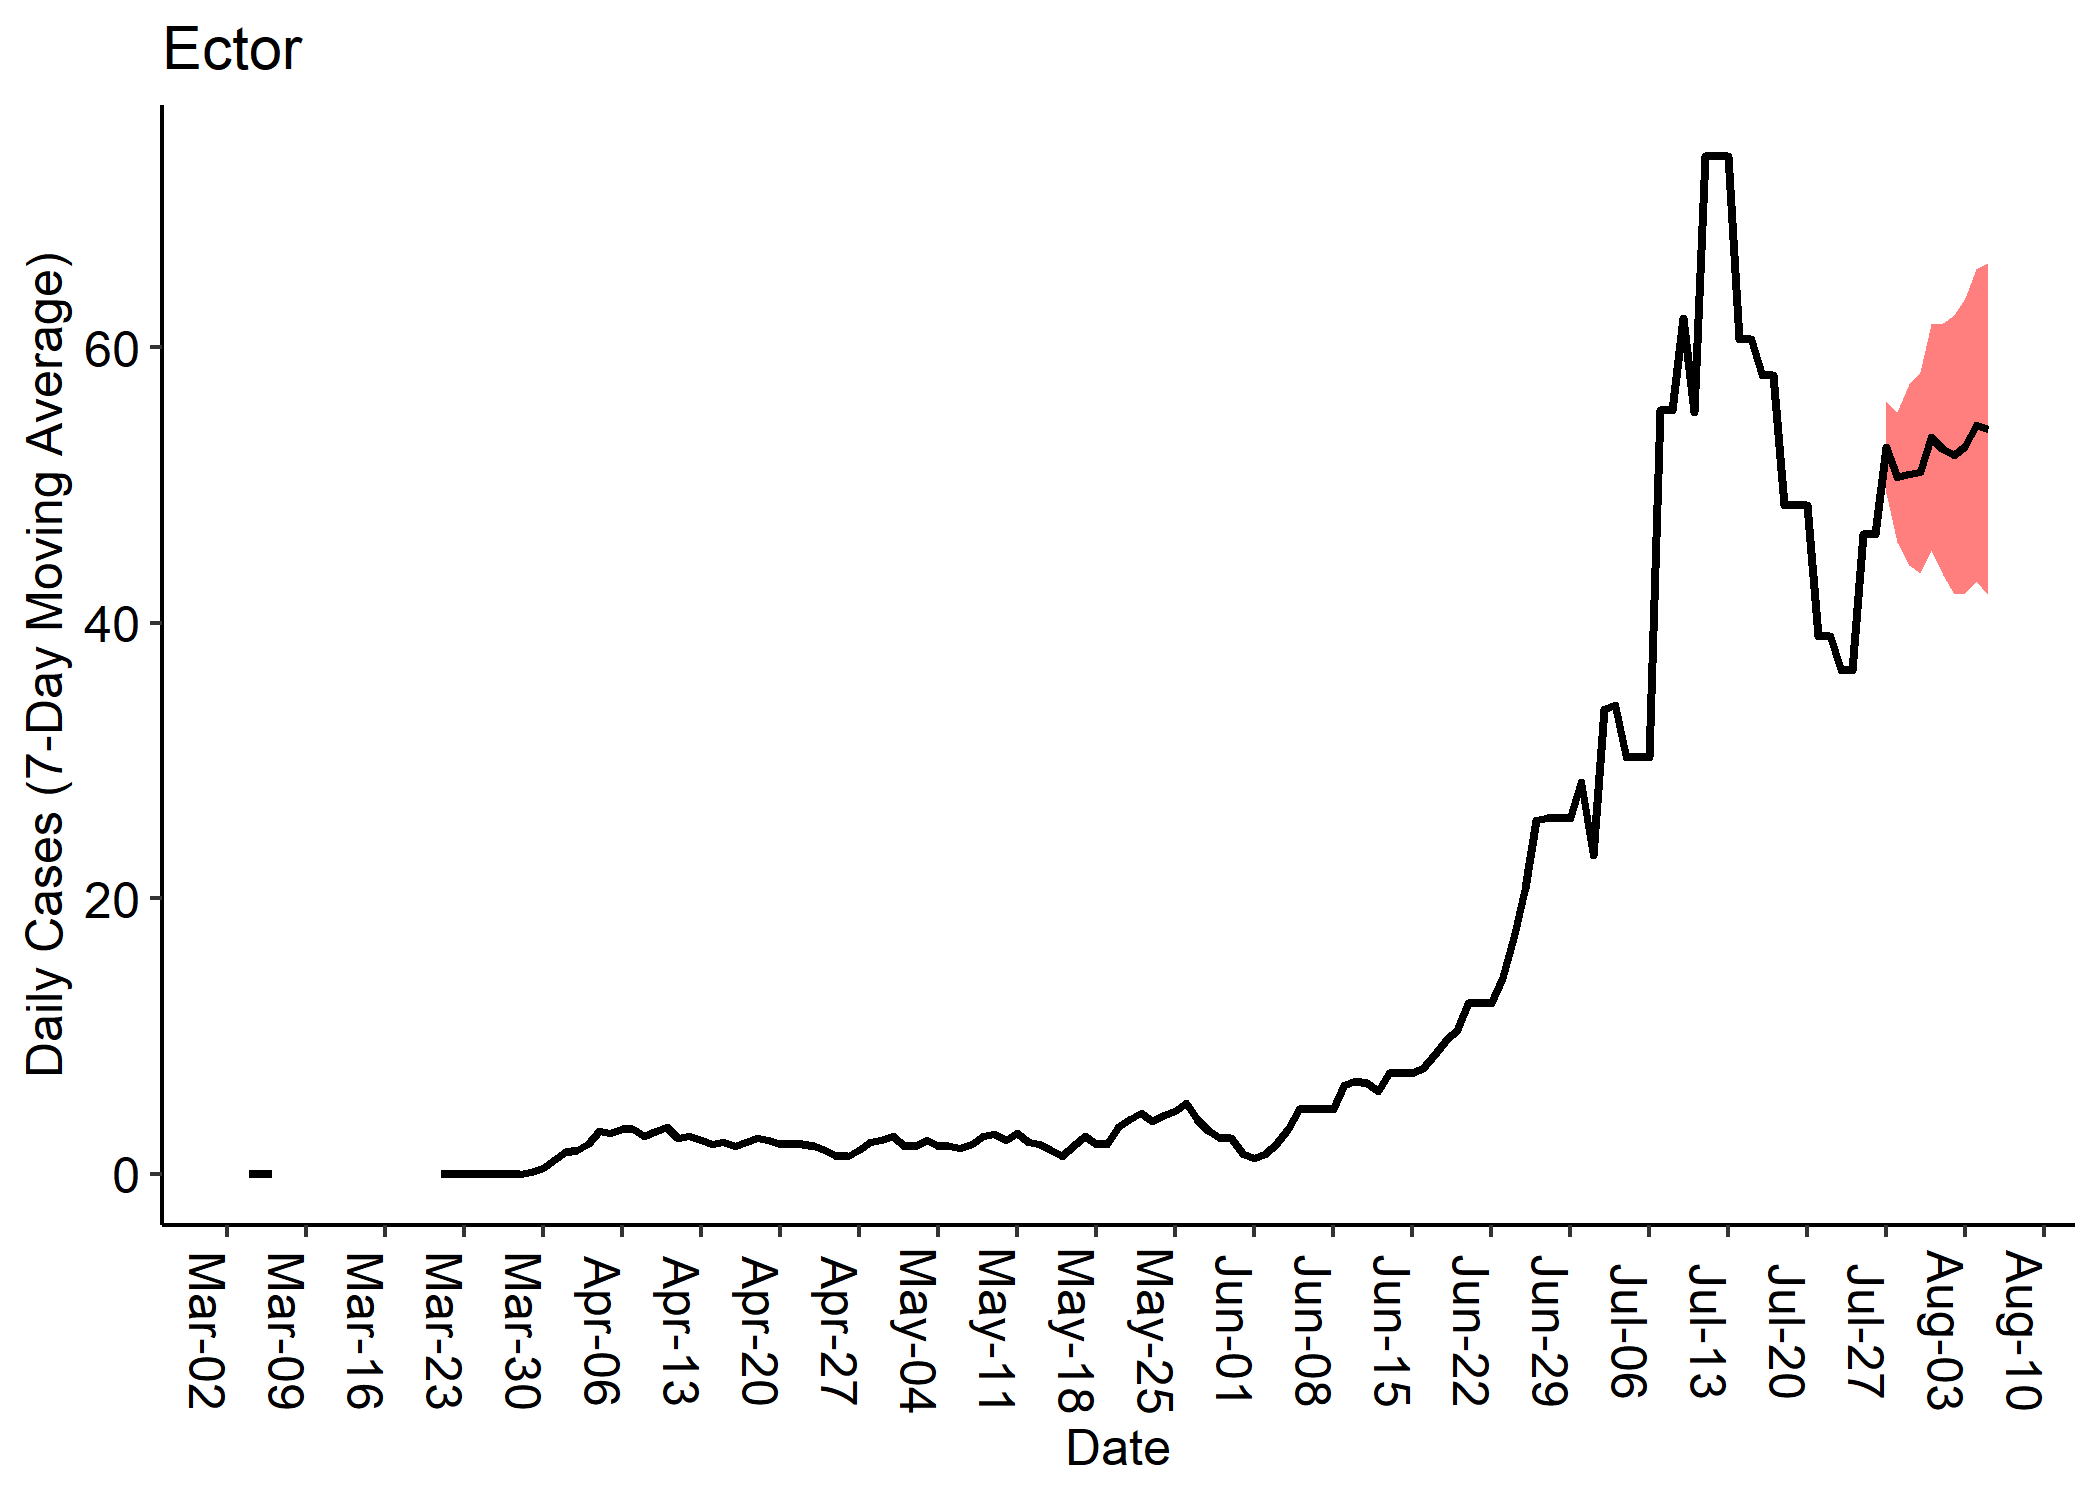 Ector
Daily Cases (7-Day Moving Average)
60
40
20
0
Mar-02
Mar-09
Mar-16
Mar-23
Mar-30
Apr-06
Apr-13
Apr-20
Apr-27
May-04
May-11
May-18
May-25
Jun-01
Jun-08
Jun-15
Jun-22
Jun-29
Jul-06
Jul-13
Jul-20
Jul-27
Aug-03
Aug-10
Date